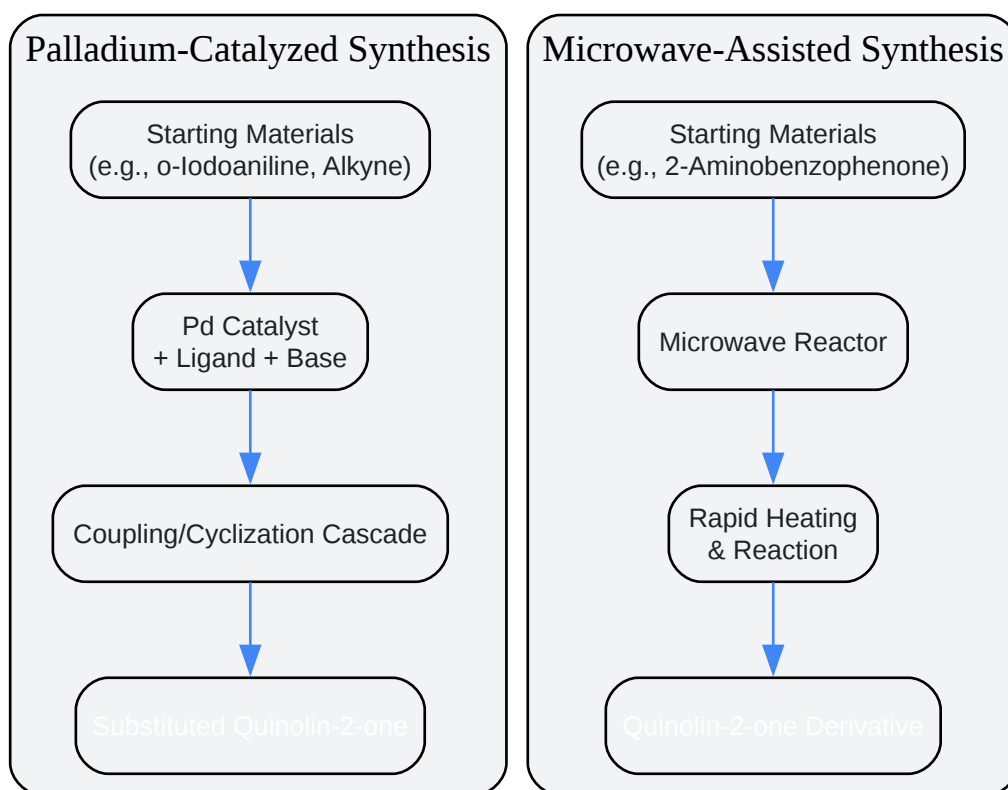 Palladium-Catalyzed Synthesis
Starting Materials
(e.g., o-Iodoaniline, Alkyne)
Pd Catalyst
+ Ligand + Base
Coupling/Cyclization Cascade
Substituted Quinolin-2-one
Microwave-Assisted Synthesis
Starting Materials
(e.g., 2-Aminobenzophenone)
Microwave Reactor
Rapid Heating
& Reaction
Quinolin-2-one Derivative